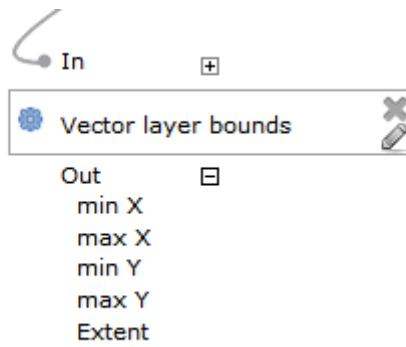 In
Vector layer bounds
Out
min X
max X
min Y
max Y
Extent